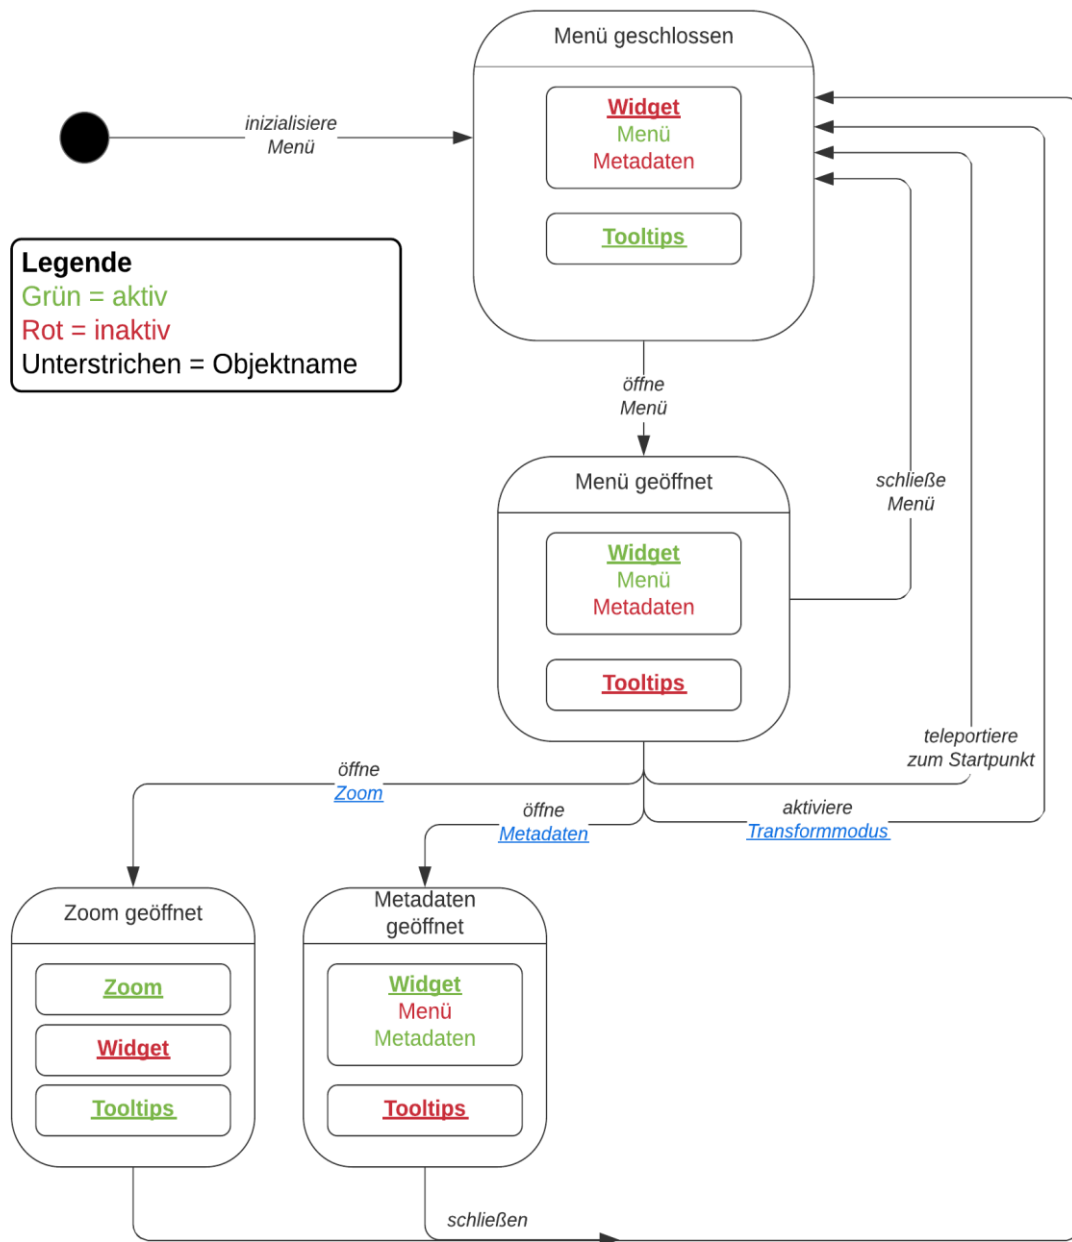 Menü geschlossen
Widget
Menü
Metadaten
Tooltips
inizialisiere
Menü
Legende
Grün = aktiv
Rot = inaktiv
Unterstrichen = Objektname
öffne
Menü
Menü geöffnet
Widget
Menü
Metadaten
Tooltips
schließe
Menü
teleportiere
zum Startpunkt
öffne
Zoom
öffne
Metadaten
aktiviere
Transformmodus
Zoom geöffnet
Zoom
Widget
Tooltips
Metadaten
geöffnet
Widget
Menü
Metadaten
Tooltips
schließen